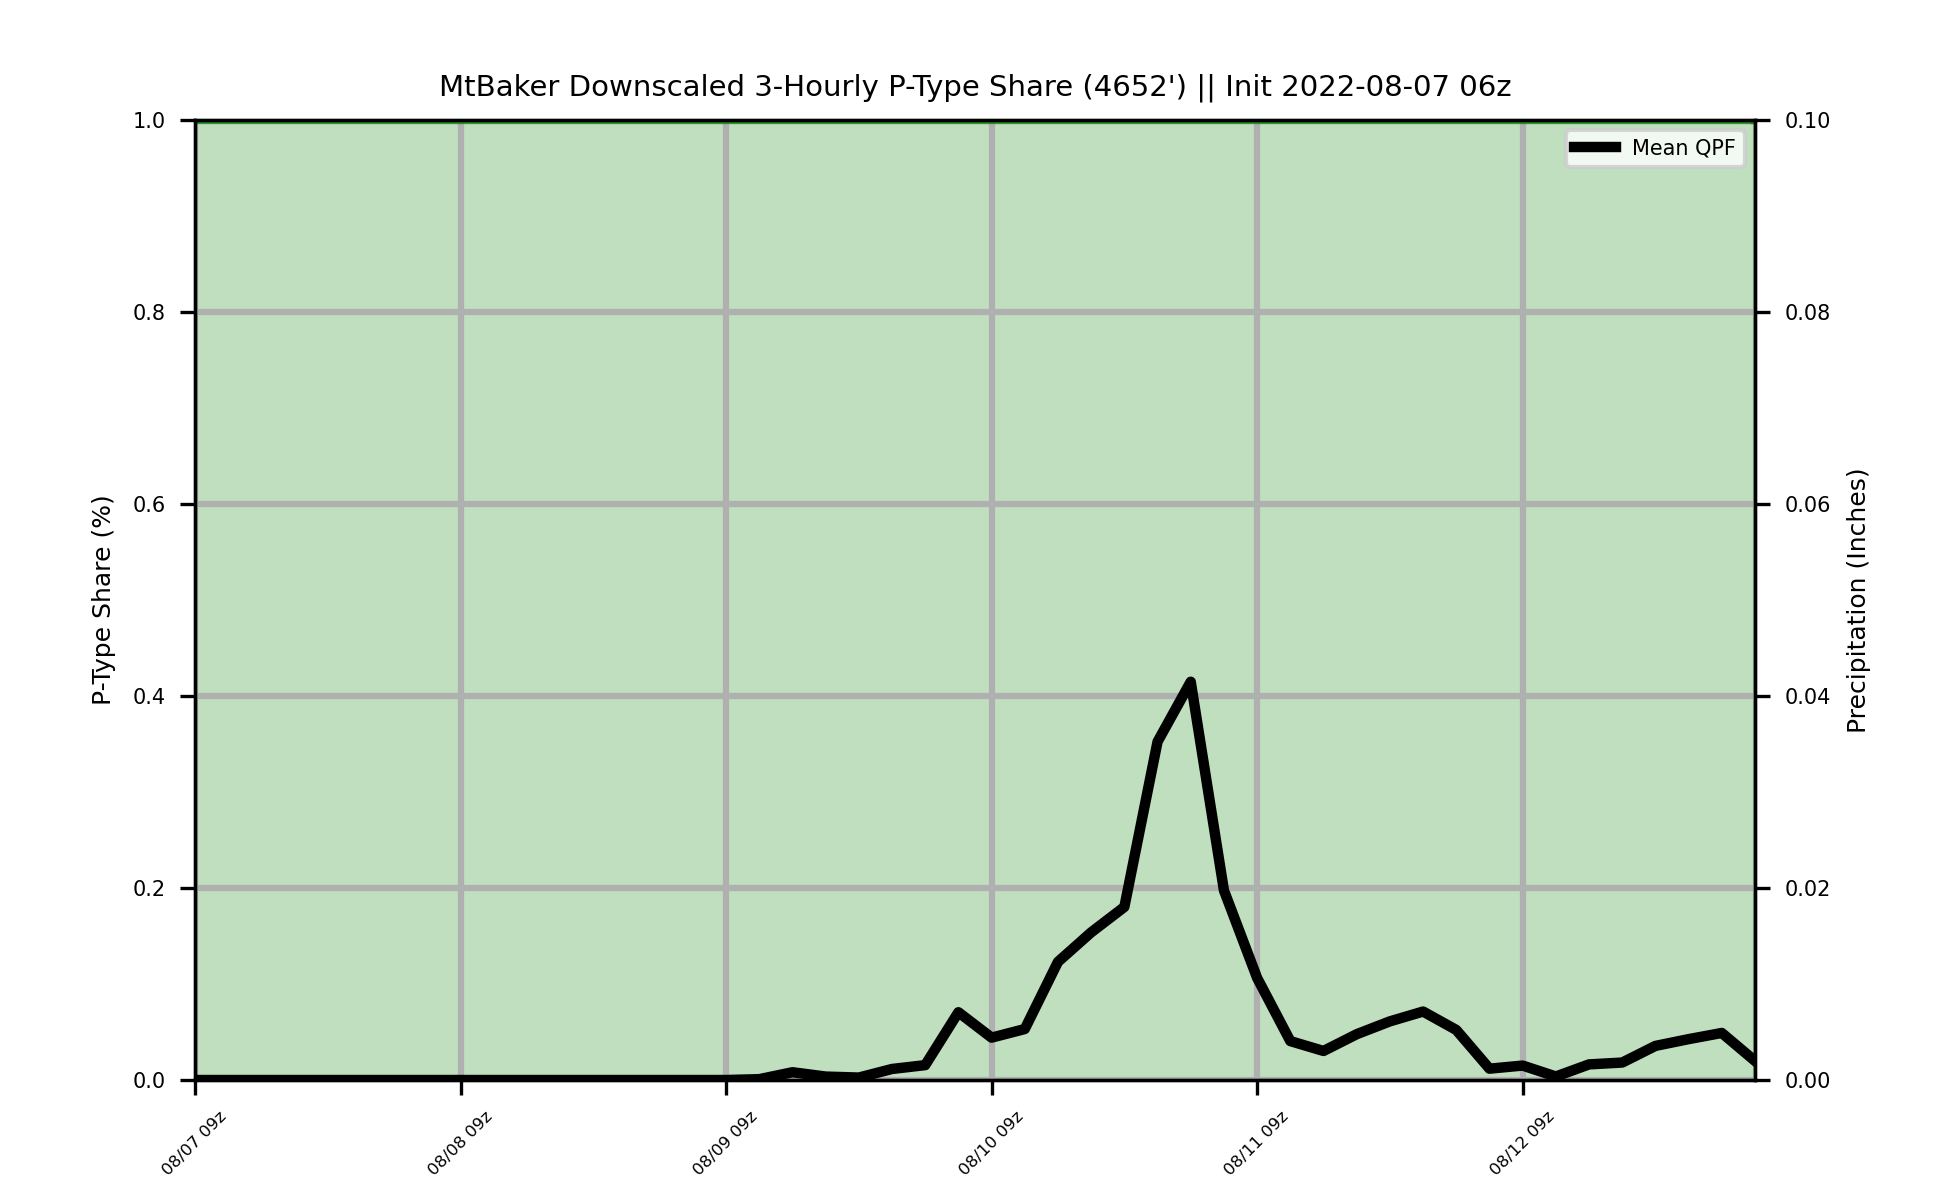 MtBaker Downscaled 3-Hourly P-Type Share (4652') || Init 2022-08-07 06z
Mean QPF
P-Type Share (%)
1.0
0.8
0.6
0.4
0.2
0.0
0.10
0.08
0.06
0.04
0.02
0.00
Precipitation (Inches)
08/07 09z
08/08 09z
08/09 09z
08/10 09z
08/11 09z
08/12 09z